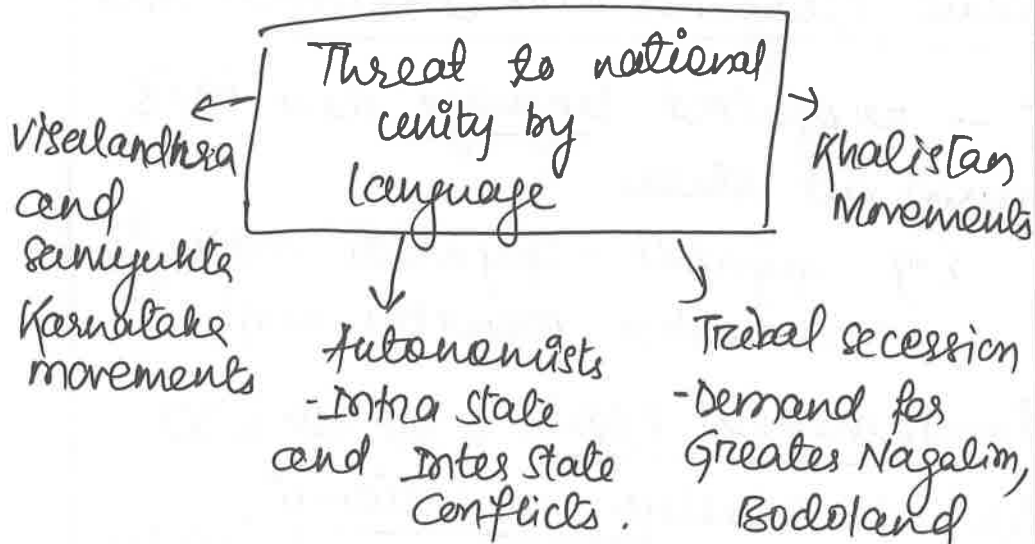 Threat to national
unity by
language
Visalandhra
and
Samyukta
Karnataka
movements
Autonomists
- Intra State
and Inter State
Conflicts.
Tribal secession
- Demand for
Greater Nagalim,
Bodoland
Khalistan
Movements